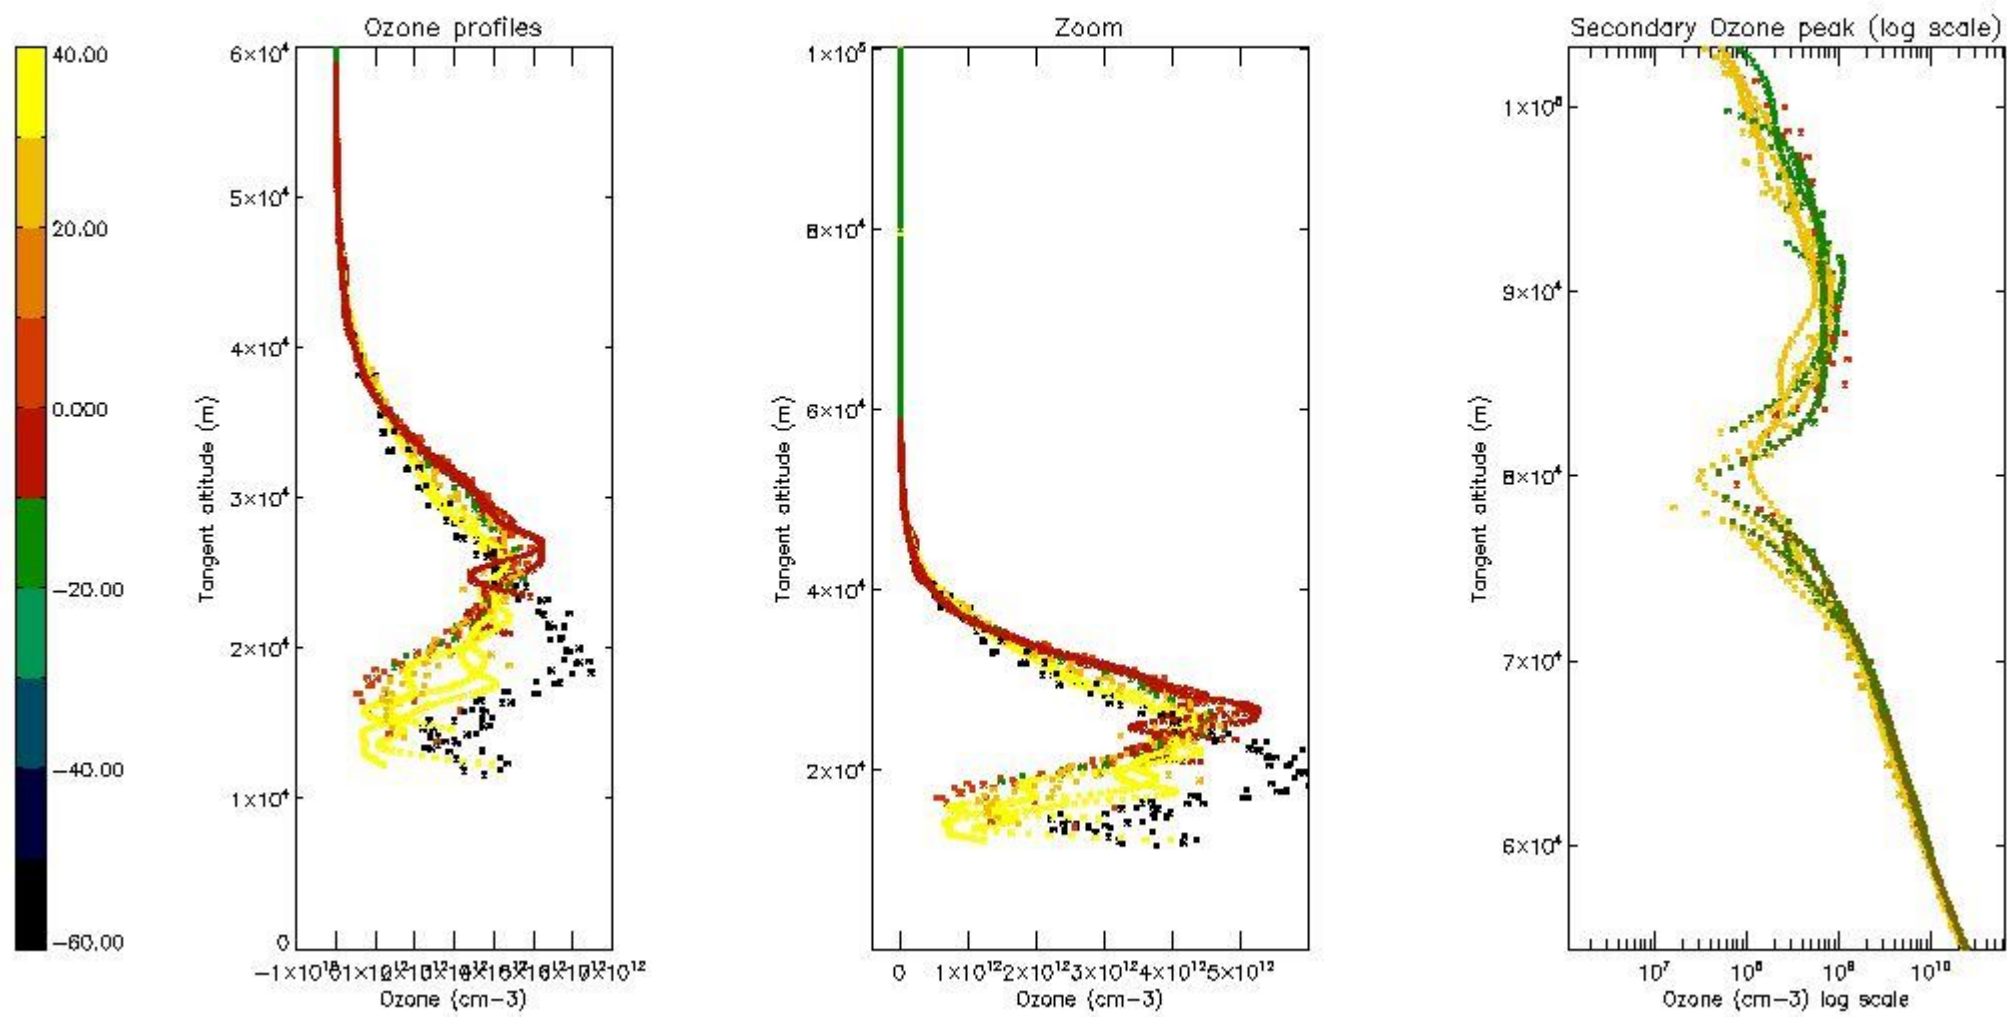 Ozone profiles
Zoom
Secondary Ozone peak (log scale)
40.00
20.00
0.000
-20.00
-40.00
-60.00
6×10⁴
5×10⁴
4×10⁴
3×10⁴
2×10⁴
1×10⁴
0
Tangent altitude (m)
Ozone (cm-3)
1×10⁵
8×10⁴
6×10⁴
4×10⁴
2×10⁴
Tangent altitude (m)
0 1×10¹² 2×10¹² 3×10¹² 4×10¹² 5×10¹²
Ozone (cm-3)
9×10⁴
8×10⁴
7×10⁴
6×10⁴
Tangent altitude (m)
10⁷ 10⁸ 10⁹ 10¹⁰
Ozone (cm-3) log scale